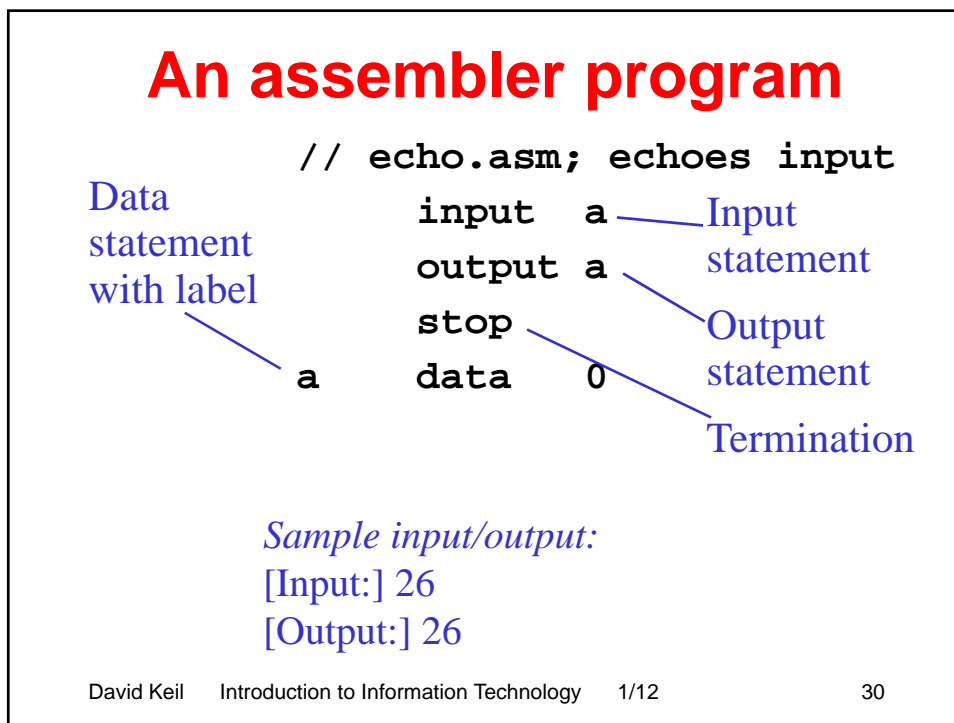 An assembler program
// echo.asm; echoes input
input a
output a
stop
a data 0
Data
statement
with label
Input
statement
Output
statement
Termination
Sample input/output:
[Input:] 26
[Output:] 26
David Keil Introduction to Information Technology 1/12 30